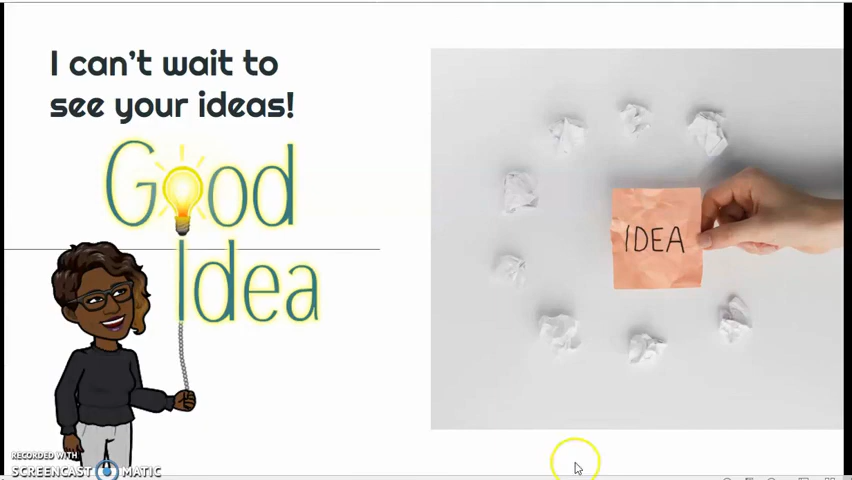 I can't wait to
see your ideas!
Good
Idea
IDEA
RECORDED WITH
SCREENCAST MATIC